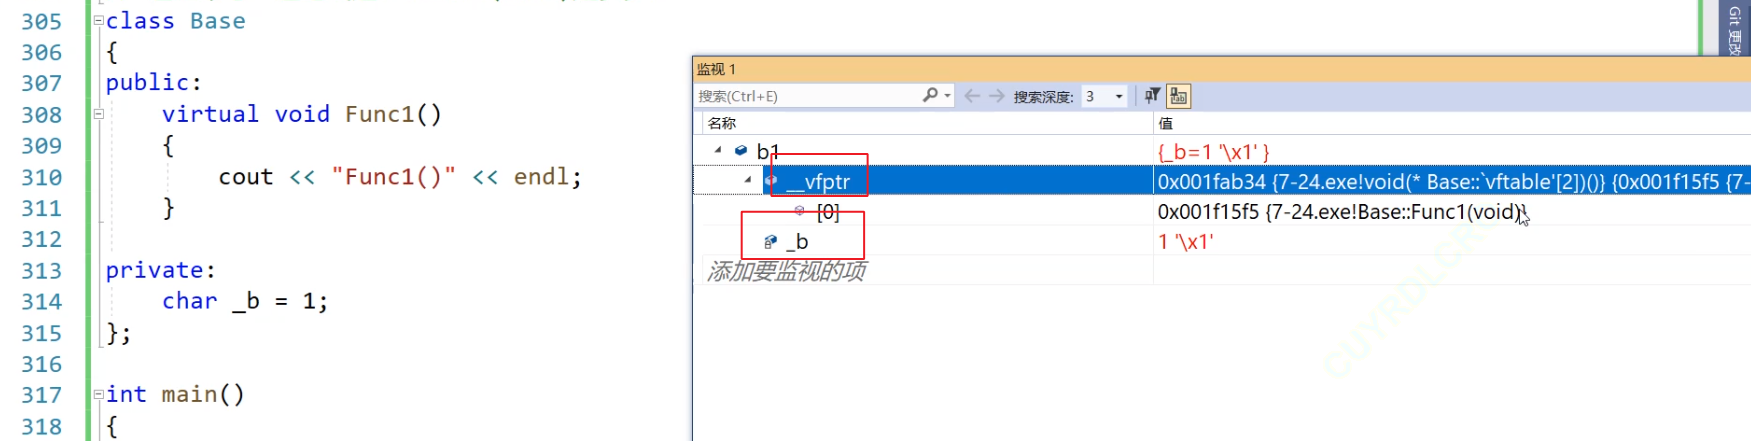 305 class Base
306 {
307 public:
308 virtual void Func1()
309 {
310 cout << "Func1()" << endl;
311 }
312
313 private:
314 char _b = 1;
315 };
316
317 int main()
318 {
监视 1
搜索(Ctrl+E) 搜索深度: 3
名称 值
b1 {_b=1 '\x1' }
__vfptr 0x001fab34 {7-24.exe!void(* Base::`vftable'[2])()} {0x001f15f5 {7-
[0] 0x001f15f5 {7-24.exe!Base::Func1(void)}
_b 1 '\x1'
添加要监视的项
Git 更改